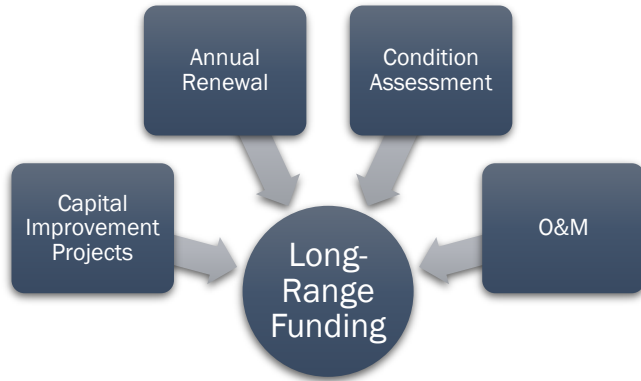 Annual
Renewal
Condition
Assessment
Capital
Improvement
Projects
O&M
Long-
Range
Funding